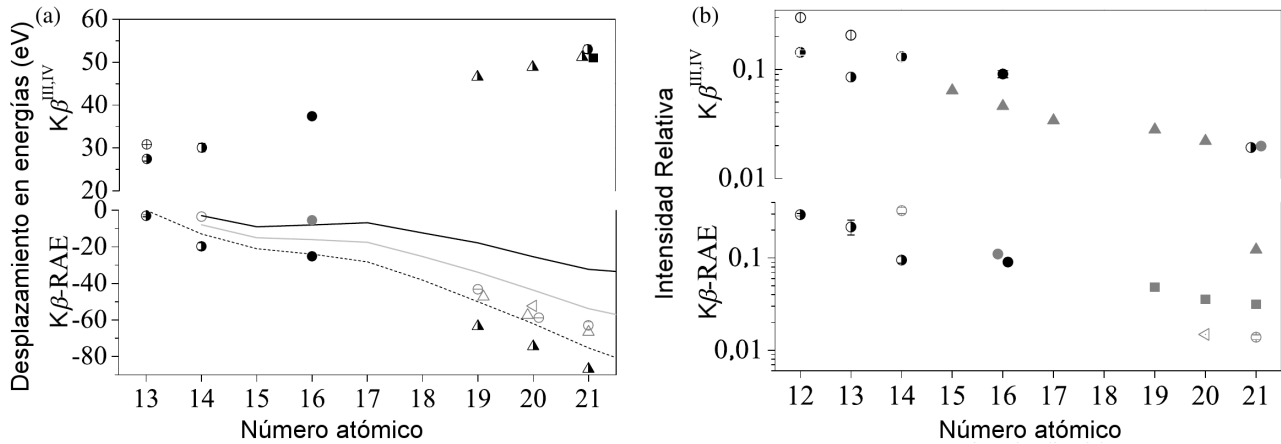 (a)
Desplazamiento en energías (eV)
Kβ^III,IV
60
50
40
30
20
Kβ-RAE
0
-20
-40
-60
-80
13 14 15 16 17 18 19 20 21
Número atómico
(b)
Intensidad Relativa
Kβ^III,IV
0,1
0,01
Kβ-RAE
0,1
0,01
12 13 14 15 16 17 18 19 20 21
Número atómico